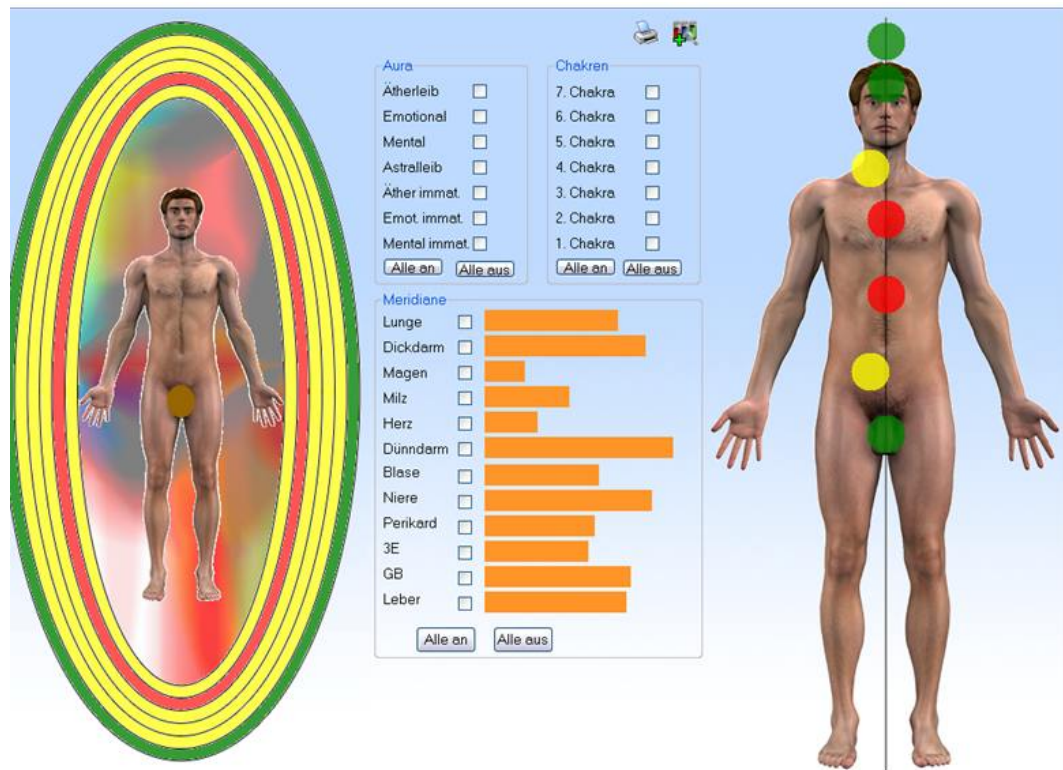 Aura
Ätherleib
Emotional
Mental
Astralleib
Äther immat.
Emot. immat.
Mental immat.
Alle an Alle aus
Chakren
7. Chakra
6. Chakra
5. Chakra
4. Chakra
3. Chakra
2. Chakra
1. Chakra
Alle an Alle aus
Meridiane
Lunge
Dickdarm
Magen
Milz
Herz
Dünndarm
Blase
Niere
Perikard
3E
GB
Leber
Alle an Alle aus